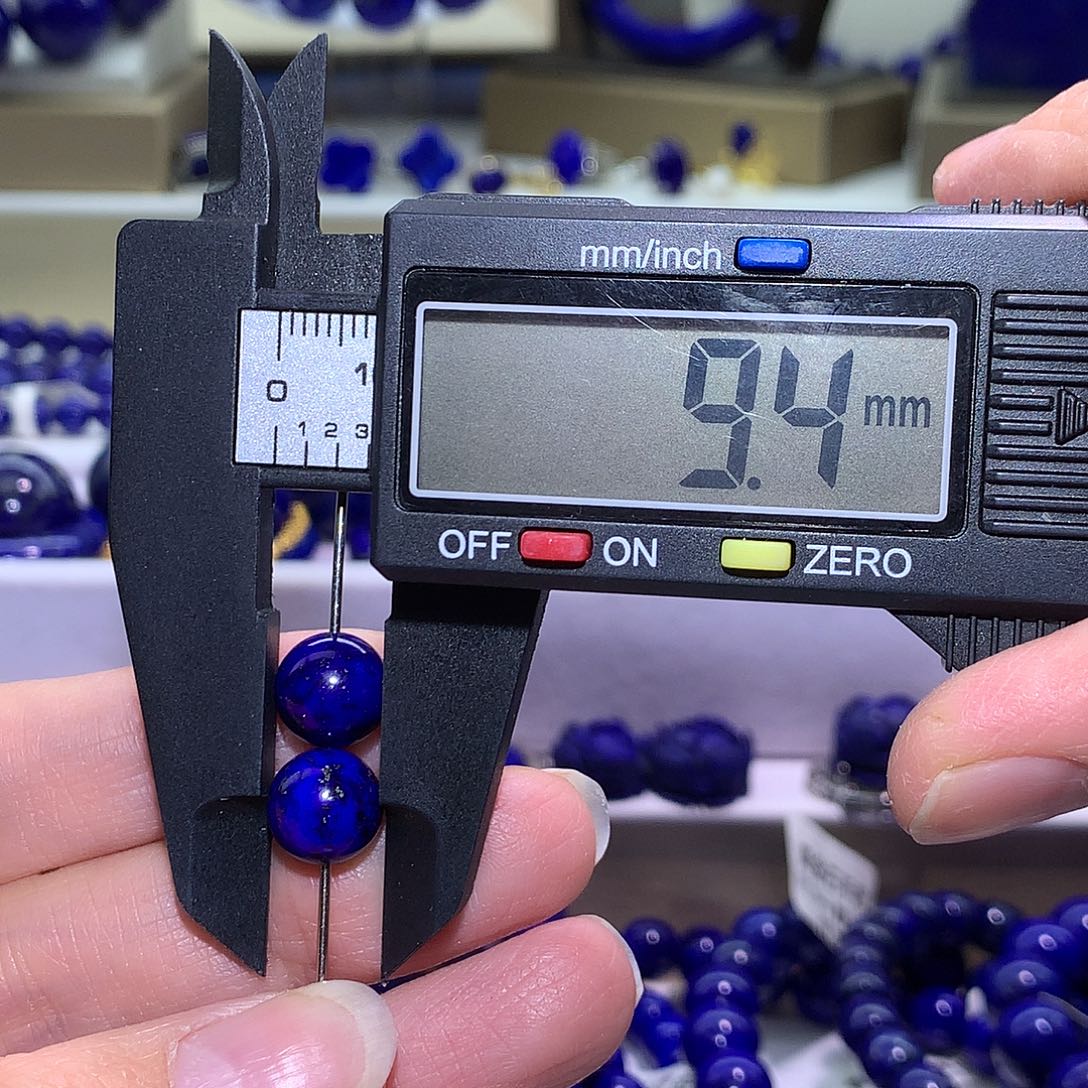 mm/inch
0 1
1 2 3
9.4 mm
OFF ON ZERO